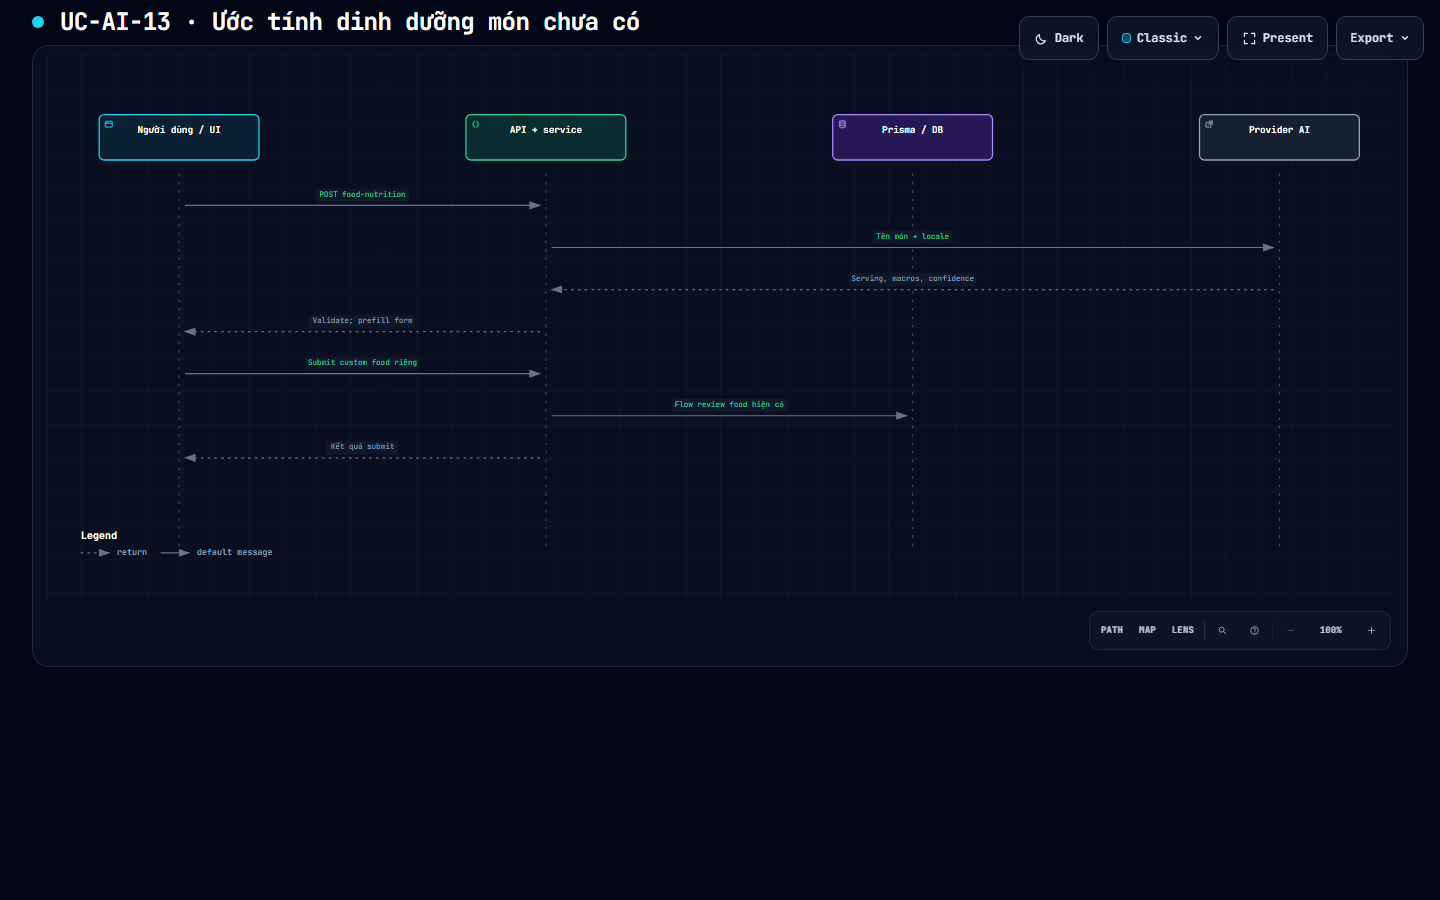 UC-AI-13 · Ước tính dinh dưỡng món chưa có
Dark
Classic
Present
Export
Người dùng / UI
API + service
Prisma / DB
Provider AI
POST food-nutrition
Tên món + locale
Serving, macros, confidence
Validate; prefill form
Submit custom food riêng
Flow review food hiện có
Kết quả submit
Legend
return
default message
PATH
MAP
LENS
100%